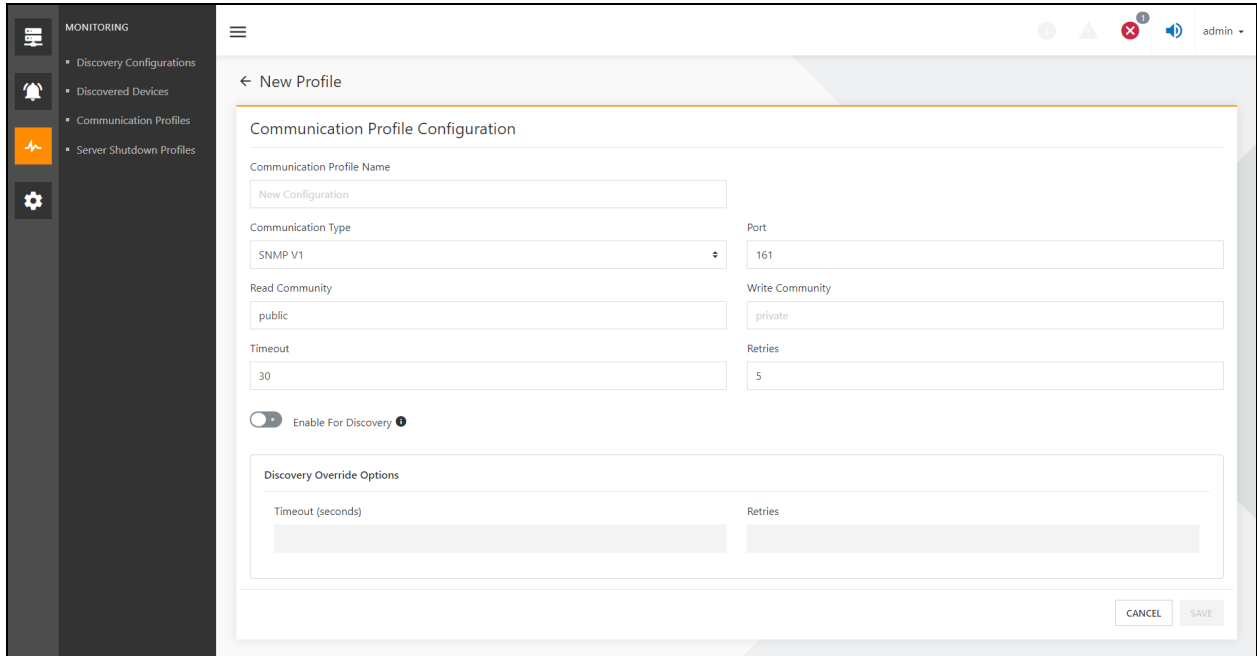 MONITORING
Discovery Configurations
Discovered Devices
Communication Profiles
Server Shutdown Profiles
1
admin
New Profile
Communication Profile Configuration
Communication Profile Name
New Configuration
Communication Type
Port
SNMP V1
161
Read Community
Write Community
public
private
Timeout
Retries
30
5
Enable For Discovery
Discovery Override Options
Timeout (seconds)
Retries
CANCEL
SAVE